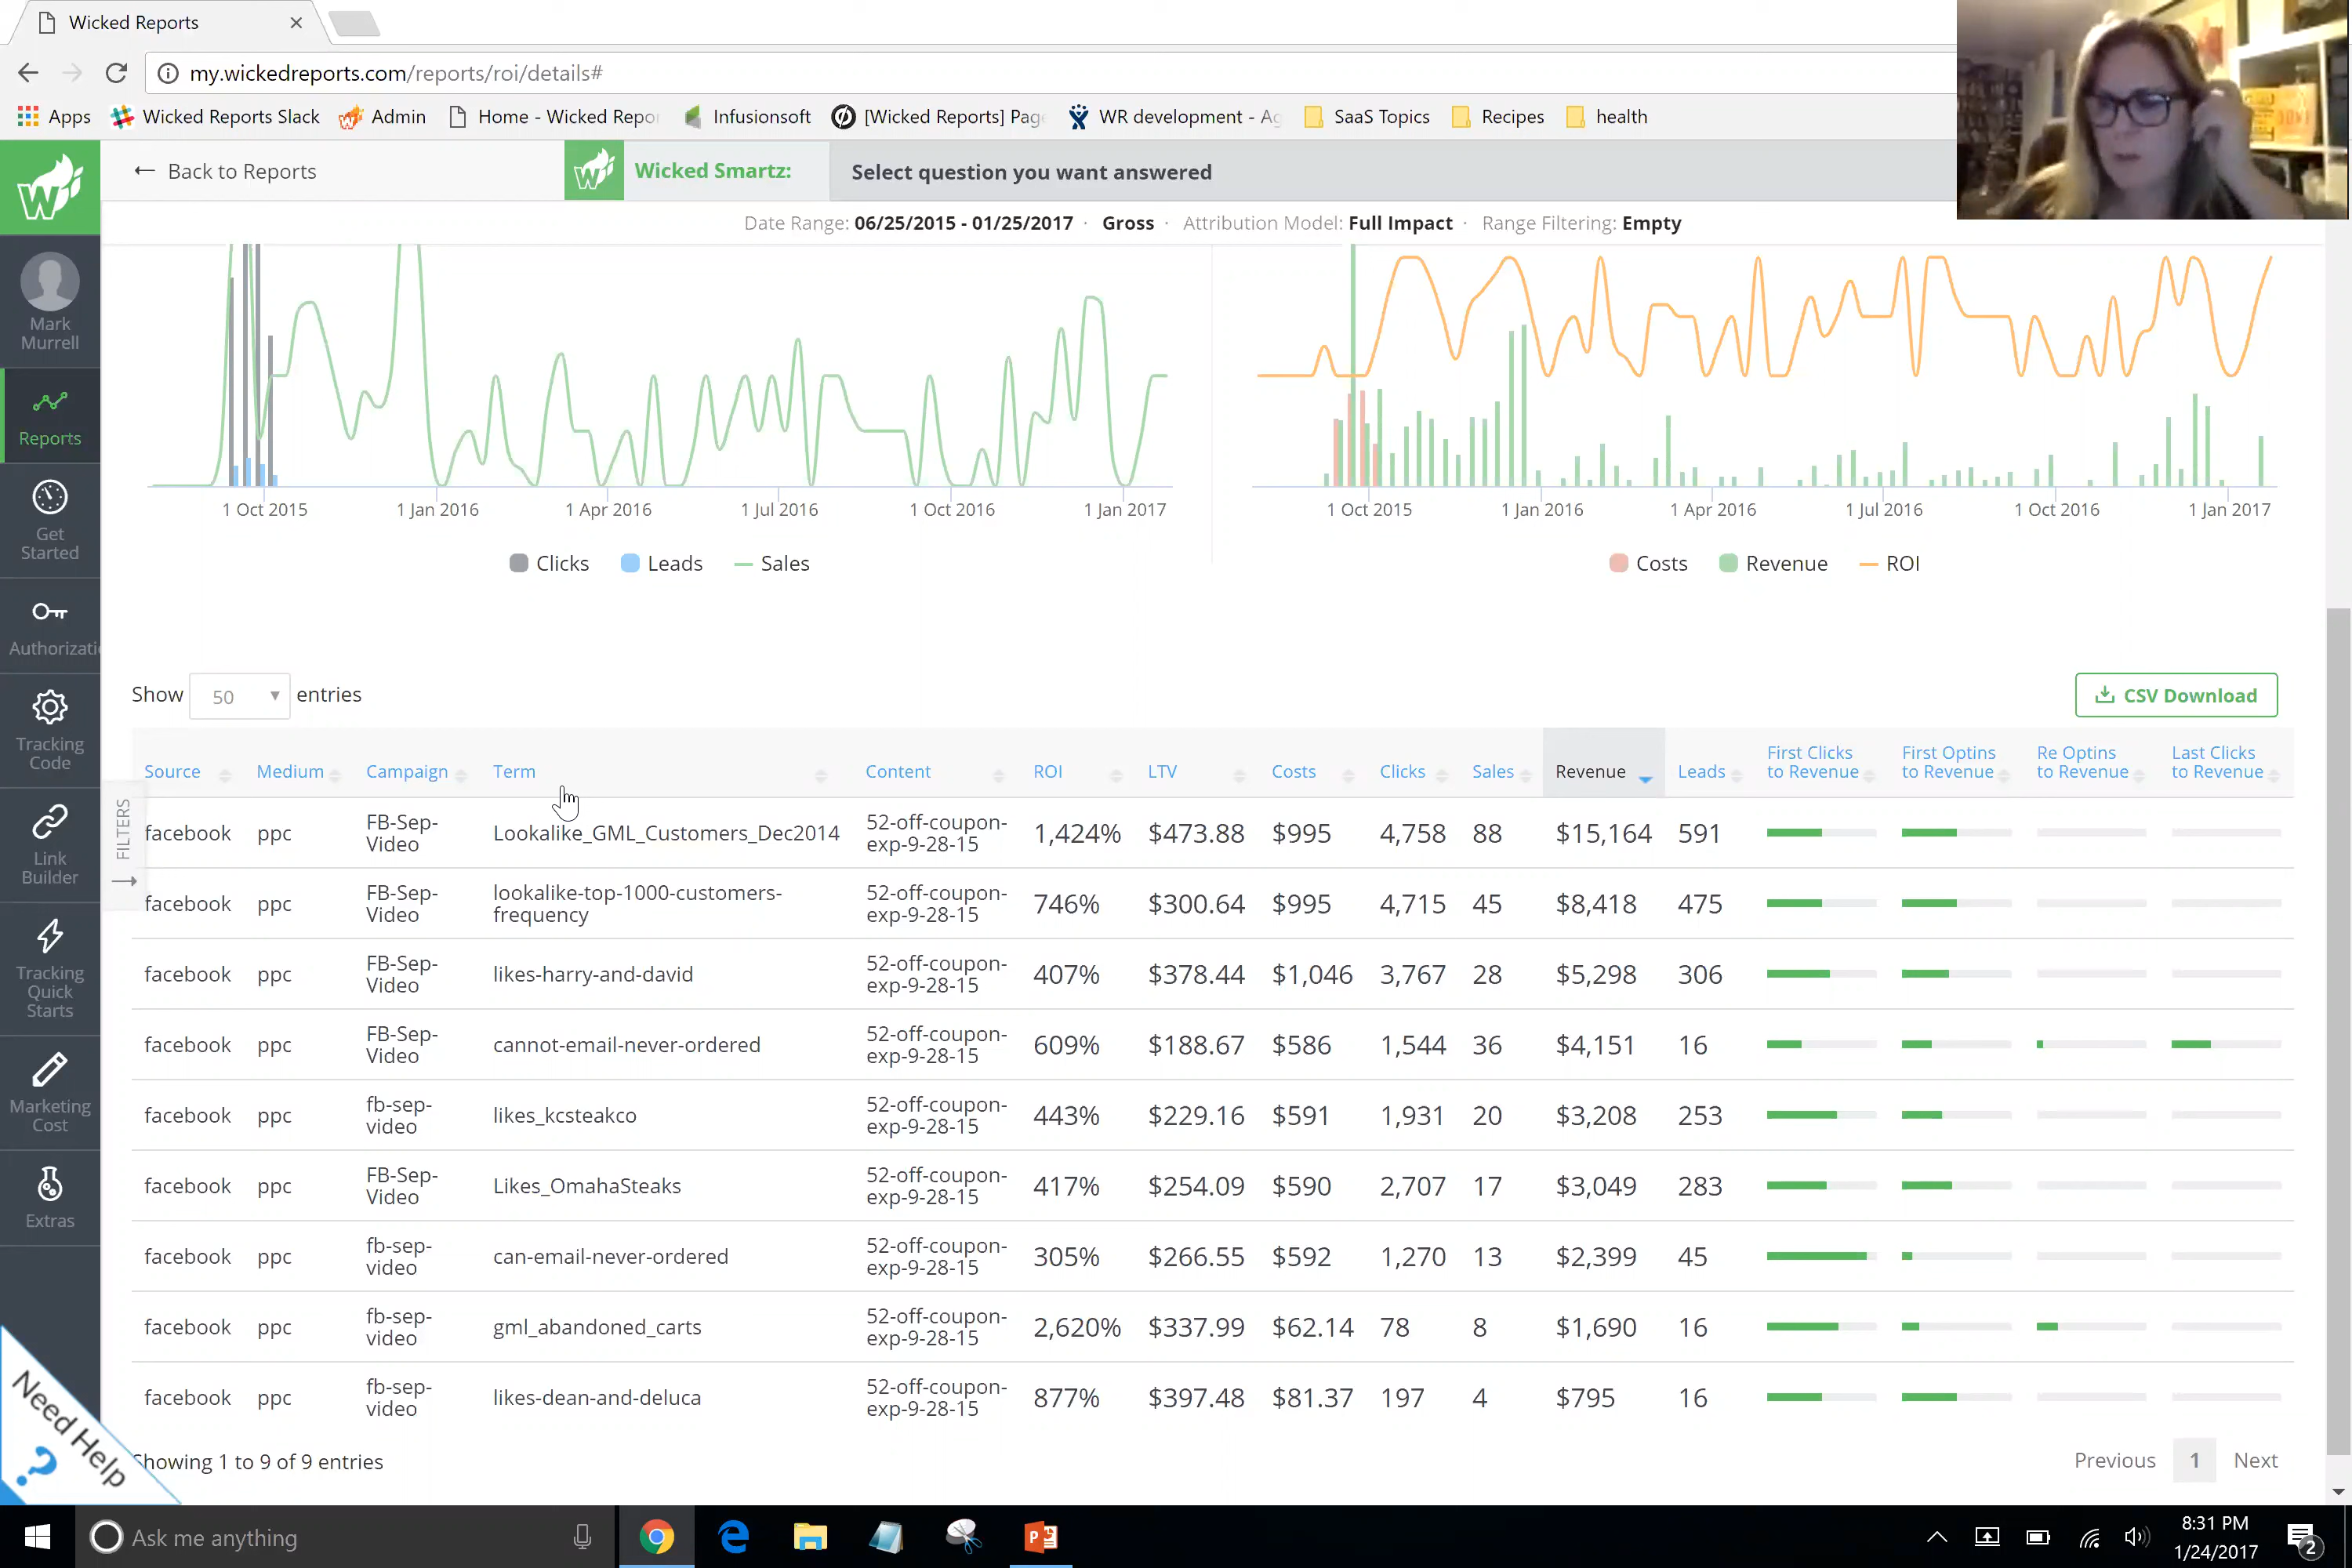 Wicked Reports
my.wickedreports.com/reports/roi/details#
Apps Wicked Reports Slack Admin Home - Wicked Repo Infusionsoft [Wicked Reports] Pag WR development - Ag SaaS Topics Recipes health
Back to Reports Wicked Smartz: Select question you want answered
Date Range: 06/25/2015 - 01/25/2017 · Gross · Attribution Model: Full Impact · Range Filtering: Empty
Mark
Murrell
Reports
Get
Started
Authorizati
Tracking
Code
Link
Builder
Tracking
Quick
Starts
Marketing
Cost
Extras
Need Help
?
1 Oct 2015 1 Jan 2016 1 Apr 2016 1 Jul 2016 1 Oct 2016 1 Jan 2017
Clicks Leads Sales
1 Oct 2015 1 Jan 2016 1 Apr 2016 1 Jul 2016 1 Oct 2016 1 Jan 2017
Costs Revenue ROI
Show 50 entries
CSV Download
FILTERS
Source Medium Campaign Term Content ROI LTV Costs Clicks Sales Revenue Leads First Clicks to Revenue First Optins to Revenue Re Optins to Revenue Last Clicks to Revenue
facebook ppc FB-Sep-Video Lookalike_GML_Customers_Dec2014 52-off-coupon-exp-9-28-15 1,424% $473.88 $995 4,758 88 $15,164 591
facebook ppc FB-Sep-Video lookalike-top-1000-customers-frequency 52-off-coupon-exp-9-28-15 746% $300.64 $995 4,715 45 $8,418 475
facebook ppc FB-Sep-Video likes-harry-and-david 52-off-coupon-exp-9-28-15 407% $378.44 $1,046 3,767 28 $5,298 306
facebook ppc FB-Sep-Video cannot-email-never-ordered 52-off-coupon-exp-9-28-15 609% $188.67 $586 1,544 36 $4,151 16
facebook ppc fb-sep-video likes_kcsteakco 52-off-coupon-exp-9-28-15 443% $229.16 $591 1,931 20 $3,208 253
facebook ppc FB-Sep-Video Likes_OmahaSteaks 52-off-coupon-exp-9-28-15 417% $254.09 $590 2,707 17 $3,049 283
facebook ppc fb-sep-video can-email-never-ordered 52-off-coupon-exp-9-28-15 305% $266.55 $592 1,270 13 $2,399 45
facebook ppc fb-sep-video gml_abandoned_carts 52-off-coupon-exp-9-28-15 2,620% $337.99 $62.14 78 8 $1,690 16
facebook ppc fb-sep-video likes-dean-and-deluca 52-off-coupon-exp-9-28-15 877% $397.48 $81.37 197 4 $795 16
Showing 1 to 9 of 9 entries
Previous 1 Next
Ask me anything
8:31 PM
1/24/2017
2